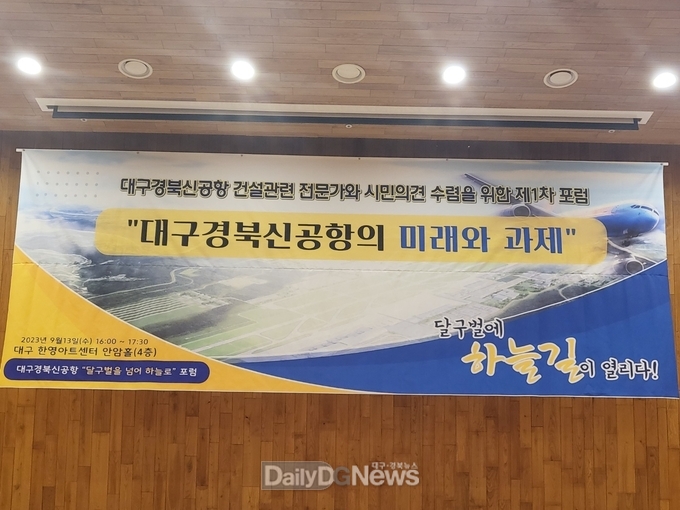 대구경북신공항 건설관련 전문가와 시민의견 수렴을 위한 제1차 포럼
"대구경북신공항의 미래와 과제"
달구벌에
하늘길이 열리다!
2023년 9월13일(수) 16:00 ~ 17:30
대구 한영아트센터 안암홀(4층)
대구경북신공항 "달구벌을 넘어 하늘로" 포럼
대구·경북뉴스
DailyDGNews